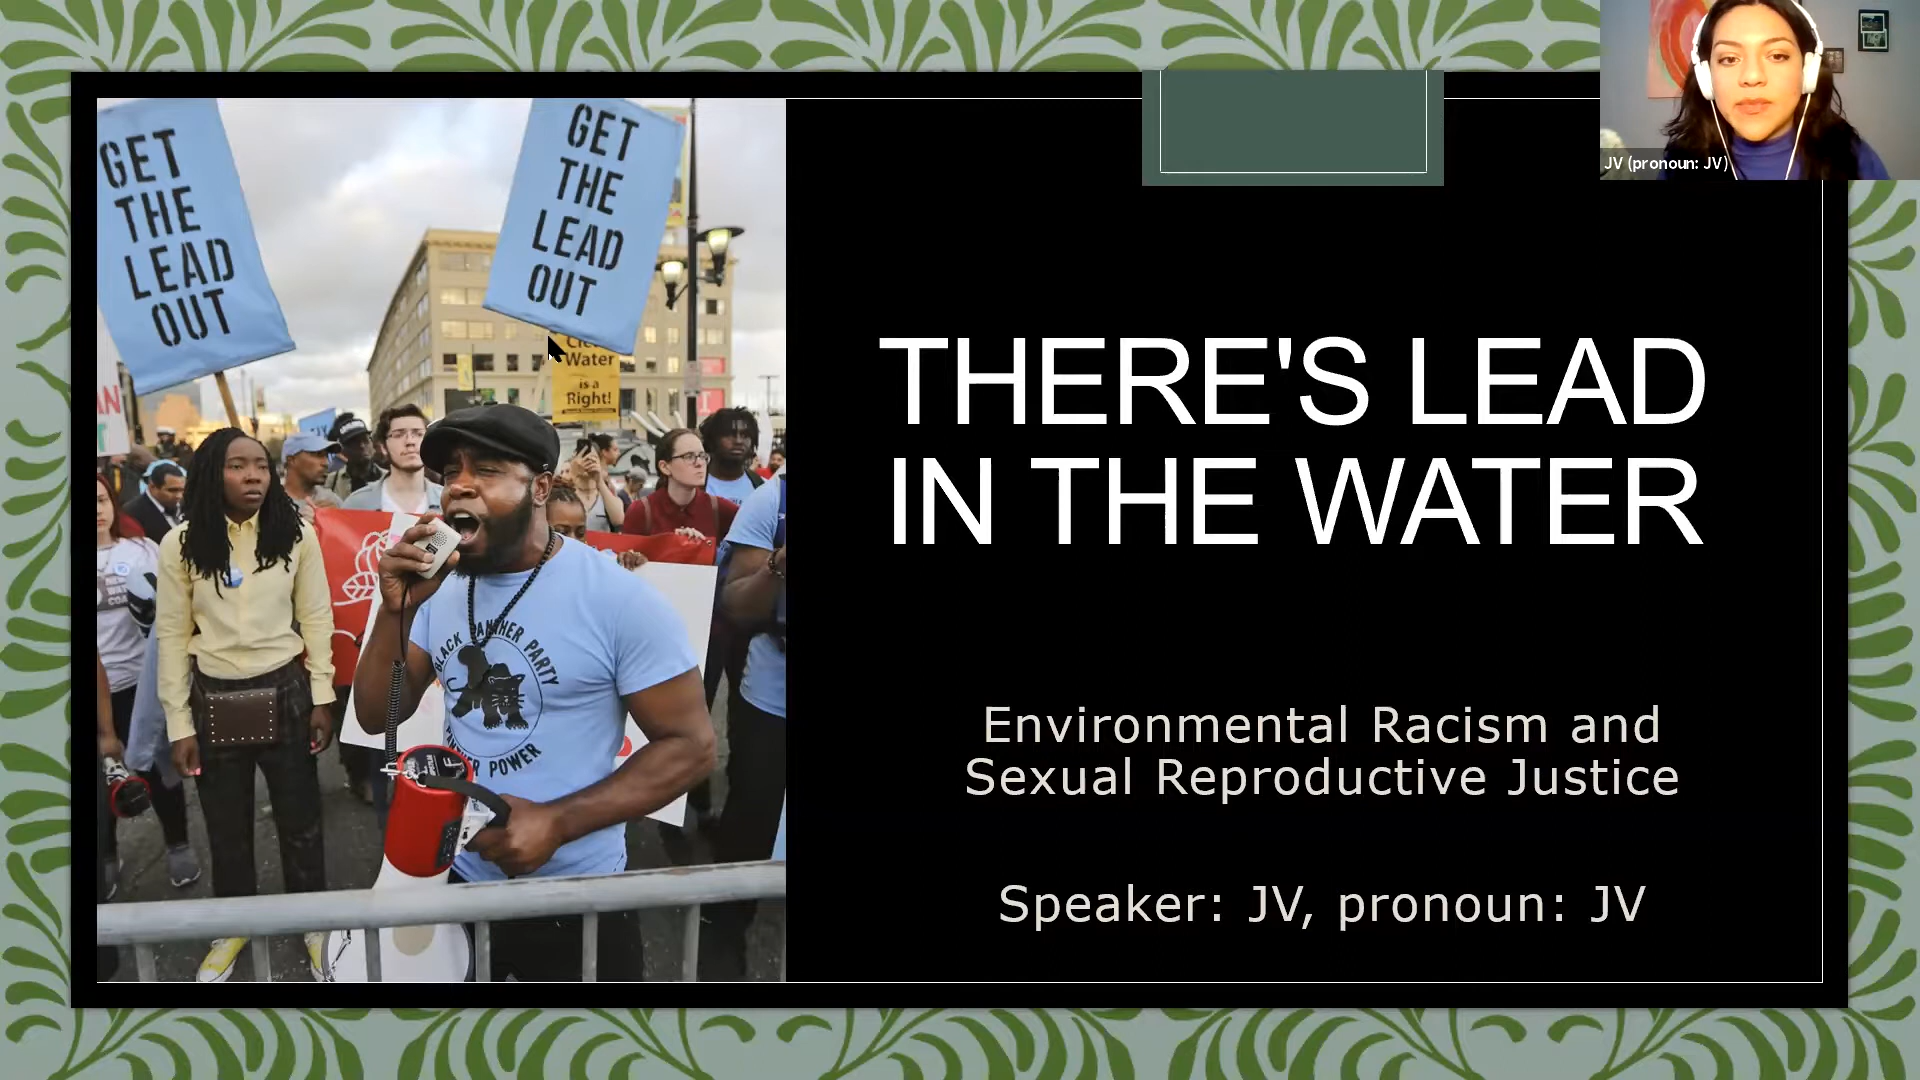 GET
THE
LEAD
OUT
GET
THE
LEAD
OUT
Water
is a
Right!
BLACK PANTHER PARTY
POWER
THERE'S LEAD
IN THE WATER
Environmental Racism and
Sexual Reproductive Justice
Speaker: JV, pronoun: JV
JV (pronoun: JV)